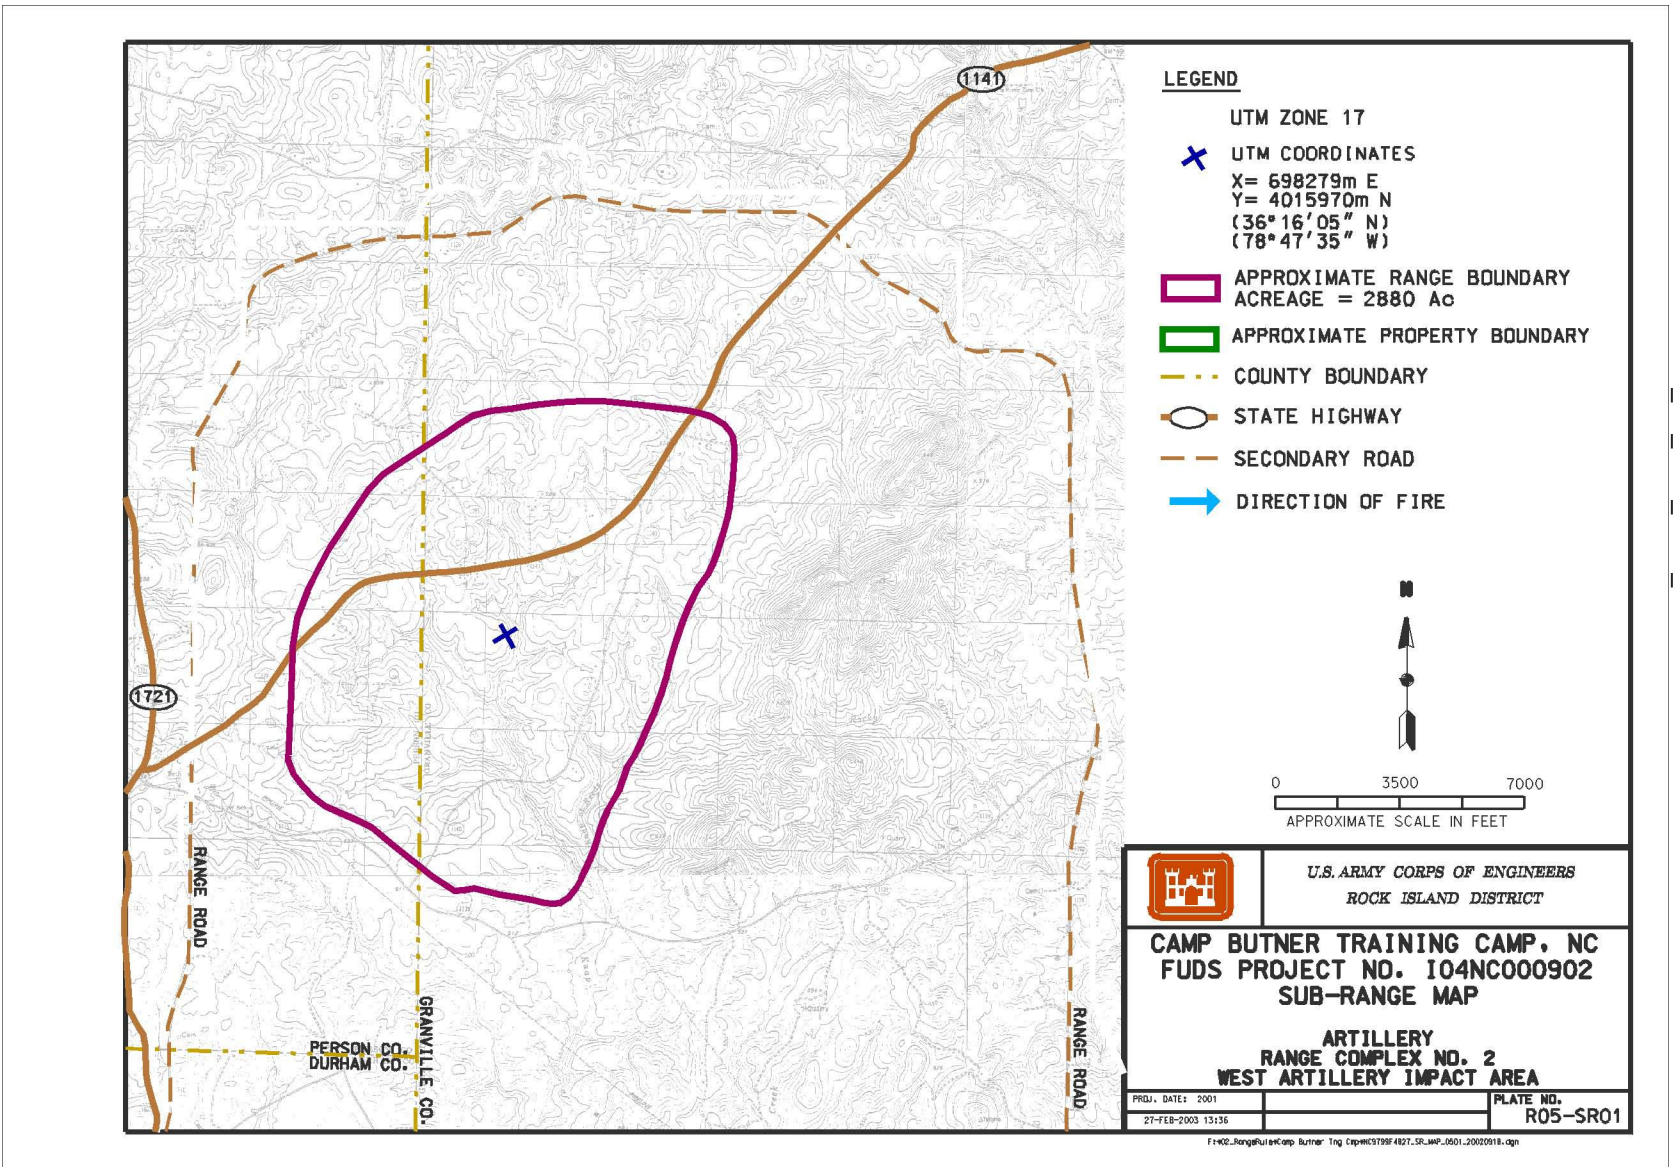 1141
1721
RANGE ROAD
PERSON CO.
DURHAM CO.
GRANVILLE CO.
RANGE ROAD
LEGEND
UTM ZONE 17
UTM COORDINATES
X= 698279m E
Y= 4015970m N
(36°16'05" N)
(78°47'35" W)
APPROXIMATE RANGE BOUNDARY
ACREAGE = 2880 Ac
APPROXIMATE PROPERTY BOUNDARY
COUNTY BOUNDARY
STATE HIGHWAY
SECONDARY ROAD
DIRECTION OF FIRE
N
0 3500 7000
APPROXIMATE SCALE IN FEET
U.S. ARMY CORPS OF ENGINEERS
ROCK ISLAND DISTRICT
CAMP BUTNER TRAINING CAMP, NC
FUDS PROJECT NO. I04NC000902
SUB-RANGE MAP
ARTILLERY
RANGE COMPLEX NO. 2
WEST ARTILLERY IMPACT AREA
PROJ. DATE: 2001
27-FEB-2003 13:36
PLATE NO.
R05-SR01